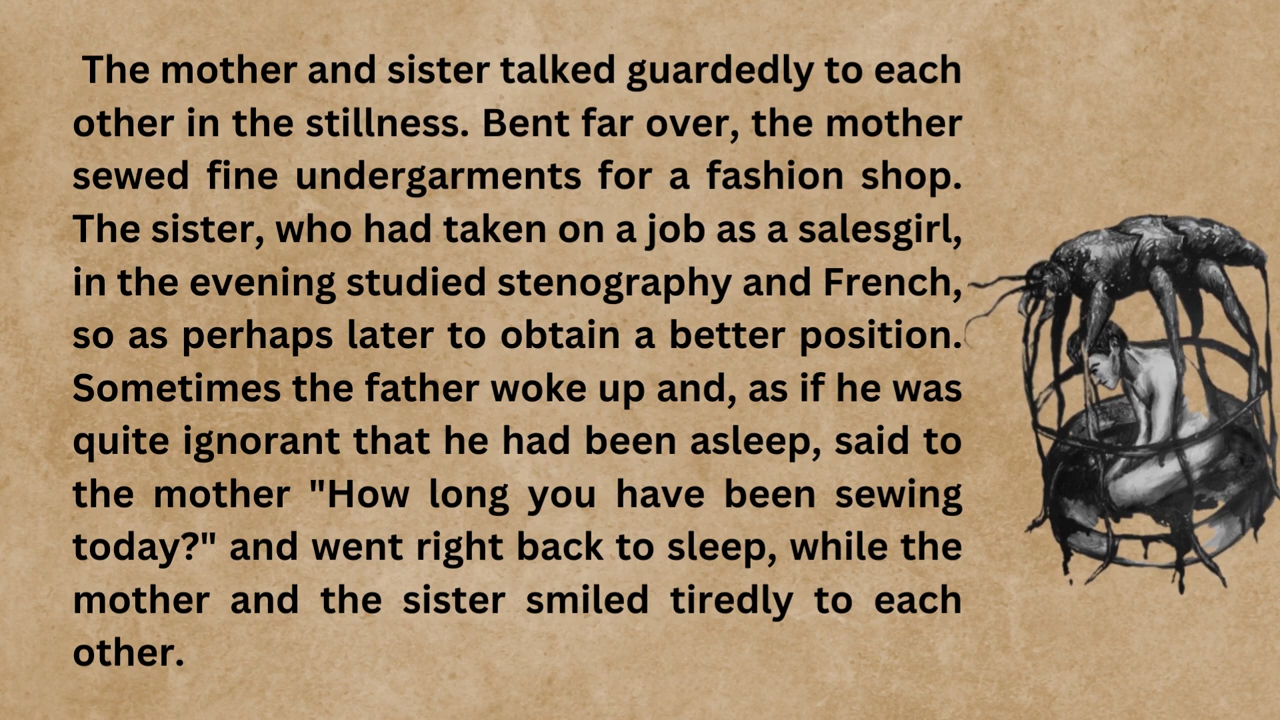 The mother and sister talked guardedly to each
other in the stillness. Bent far over, the mother
sewed fine undergarments for a fashion shop.
The sister, who had taken on a job as a salesgirl,
in the evening studied stenography and French,
so as perhaps later to obtain a better position.
Sometimes the father woke up and, as if he was
quite ignorant that he had been asleep, said to
the mother "How long you have been sewing
today?" and went right back to sleep, while the
mother and the sister smiled tiredly to each
other.